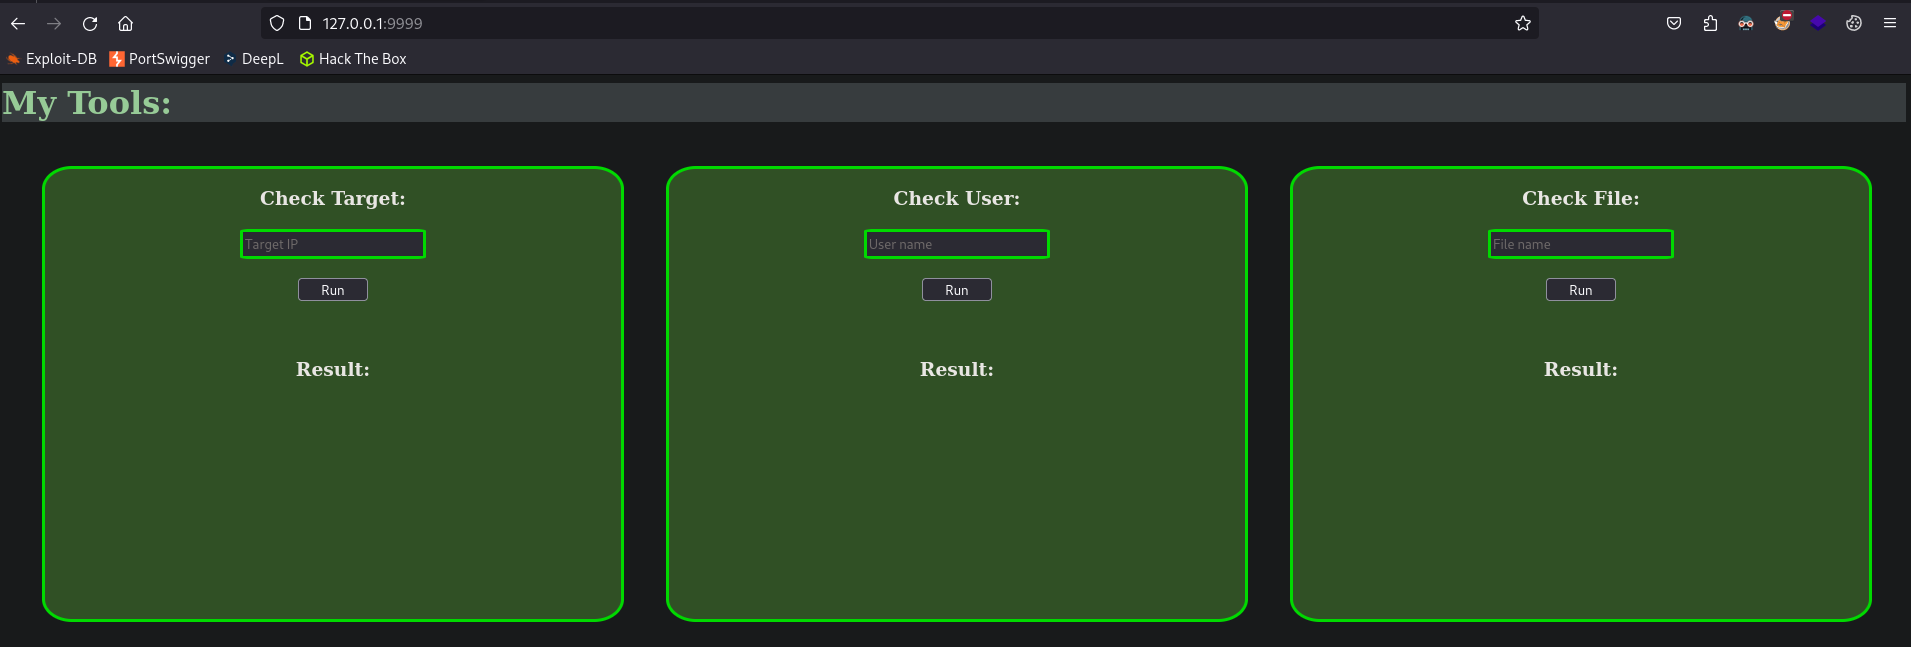 127.0.0.1:9999
Exploit-DB PortSwigger DeepL Hack The Box
My Tools:
Check Target:
Target IP
Run
Result:
Check User:
User name
Run
Result:
Check File:
File name
Run
Result: